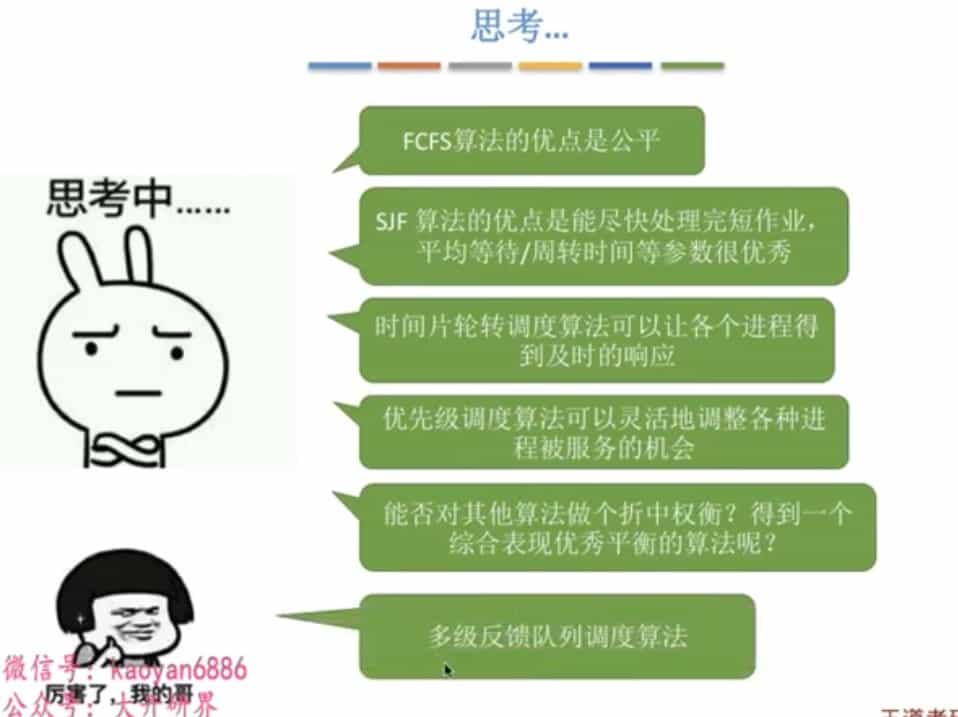 思考...
思考中......
FCFS算法的优点是公平
SJF 算法的优点是能尽快处理完短作业，
平均等待/周转时间等参数很优秀
时间片轮转调度算法可以让各个进程得
到及时的响应
优先级调度算法可以灵活地调整各种进
程被服务的机会
能否对其他算法做个折中权衡？得到一个
综合表现优秀平衡的算法呢？
多级反馈队列调度算法
微信号：kaoyan6886
厉害了，我的哥
公众号：大开研界
王道考研